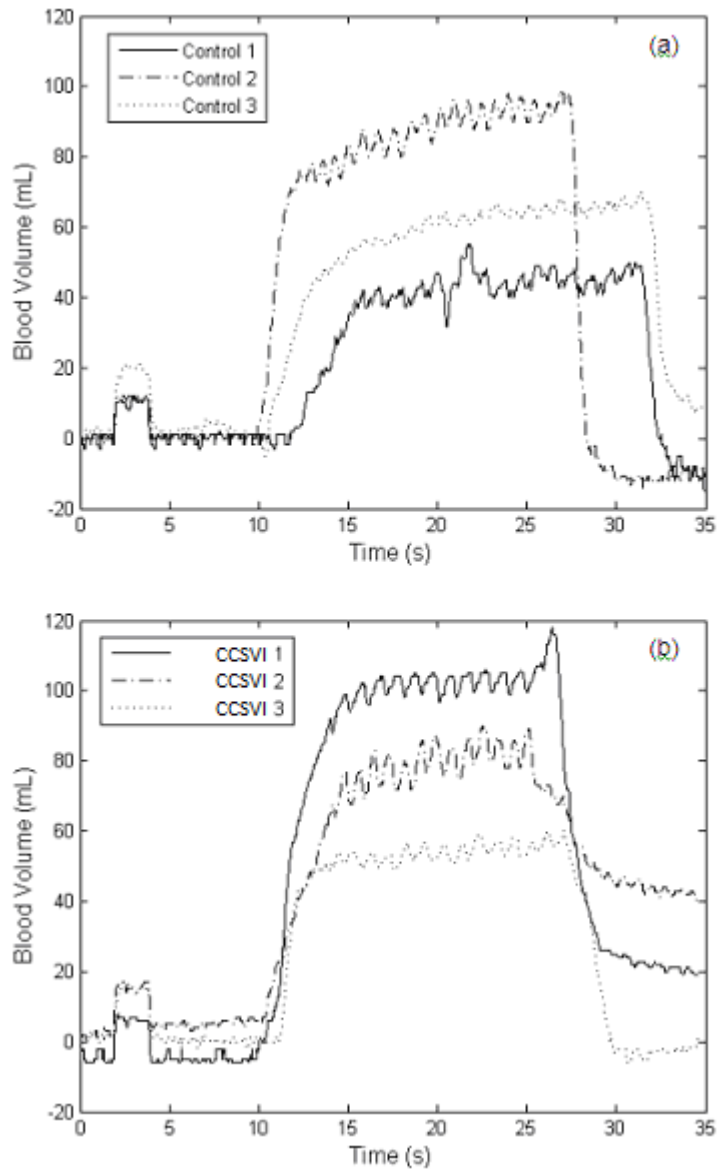 (a)
Control 1
Control 2
Control 3
Blood Volume (mL)
120
100
80
60
40
20
0
-20
0 5 10 15 20 25 30 35
Time (s)
(b)
CCSVI 1
CCSVI 2
CCSVI 3
Blood Volume (mL)
120
100
80
60
40
20
0
-20
0 5 10 15 20 25 30 35
Time (s)